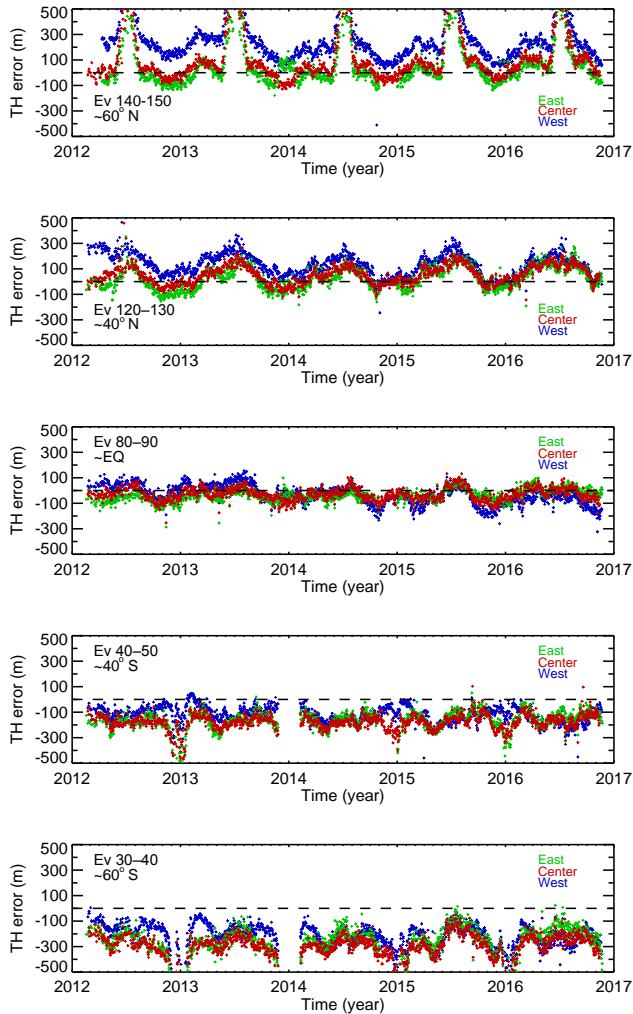 500
300
100
-100
-300
-500
TH error (m)
Ev 140-150
~60° N
East
Center
West
2012 2013 2014 2015 2016 2017
Time (year)
500
300
100
-100
-300
-500
TH error (m)
Ev 120–130
~40° N
East
Center
West
2012 2013 2014 2015 2016 2017
Time (year)
500
300
100
-100
-300
-500
TH error (m)
Ev 80–90
~EQ
East
Center
West
2012 2013 2014 2015 2016 2017
Time (year)
500
300
100
-100
-300
-500
TH error (m)
Ev 40–50
~40° S
East
Center
West
2012 2013 2014 2015 2016 2017
Time (year)
500
300
100
-100
-300
-500
TH error (m)
Ev 30–40
~60° S
East
Center
West
2012 2013 2014 2015 2016 2017
Time (year)